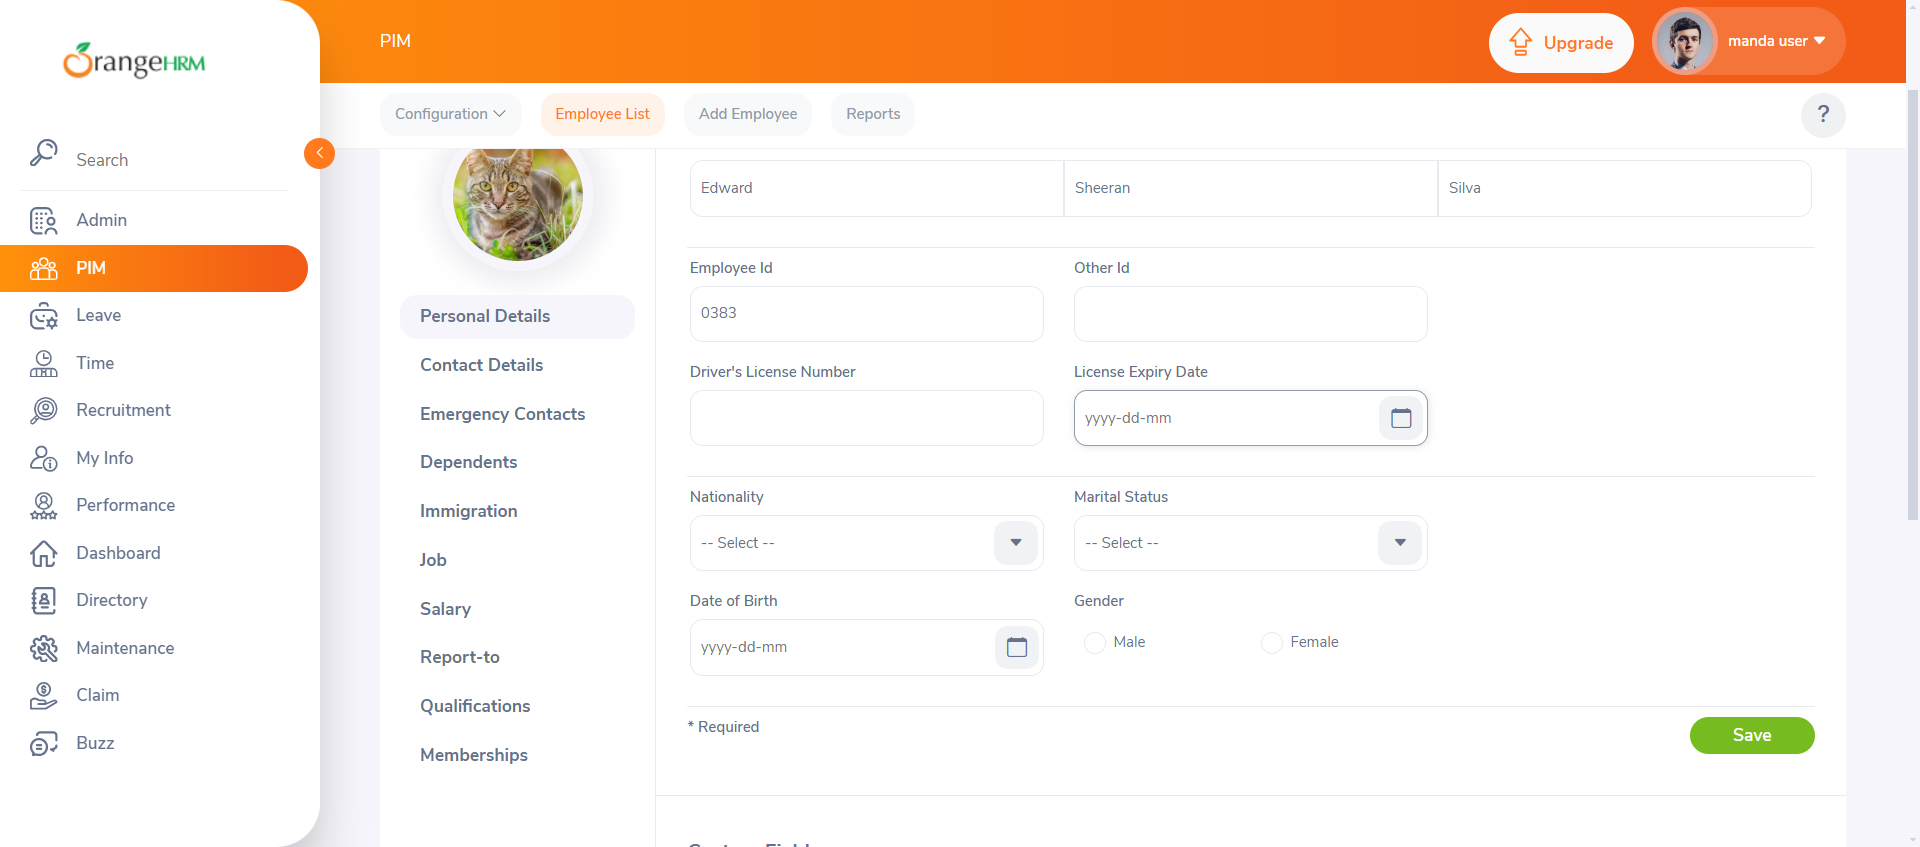 OrangeHRM
PIM
Upgrade
manda user
Configuration
Employee List
Add Employee
Reports
?
Search
Admin
PIM
Leave
Time
Recruitment
My Info
Performance
Dashboard
Directory
Maintenance
Claim
Buzz
Personal Details
Contact Details
Emergency Contacts
Dependents
Immigration
Job
Salary
Report-to
Qualifications
Memberships
Edward
Sheeran
Silva
Employee Id
Other Id
0383
Driver's License Number
License Expiry Date
yyyy-dd-mm
Nationality
Marital Status
-- Select --
-- Select --
Date of Birth
Gender
yyyy-dd-mm
Male
Female
* Required
Save